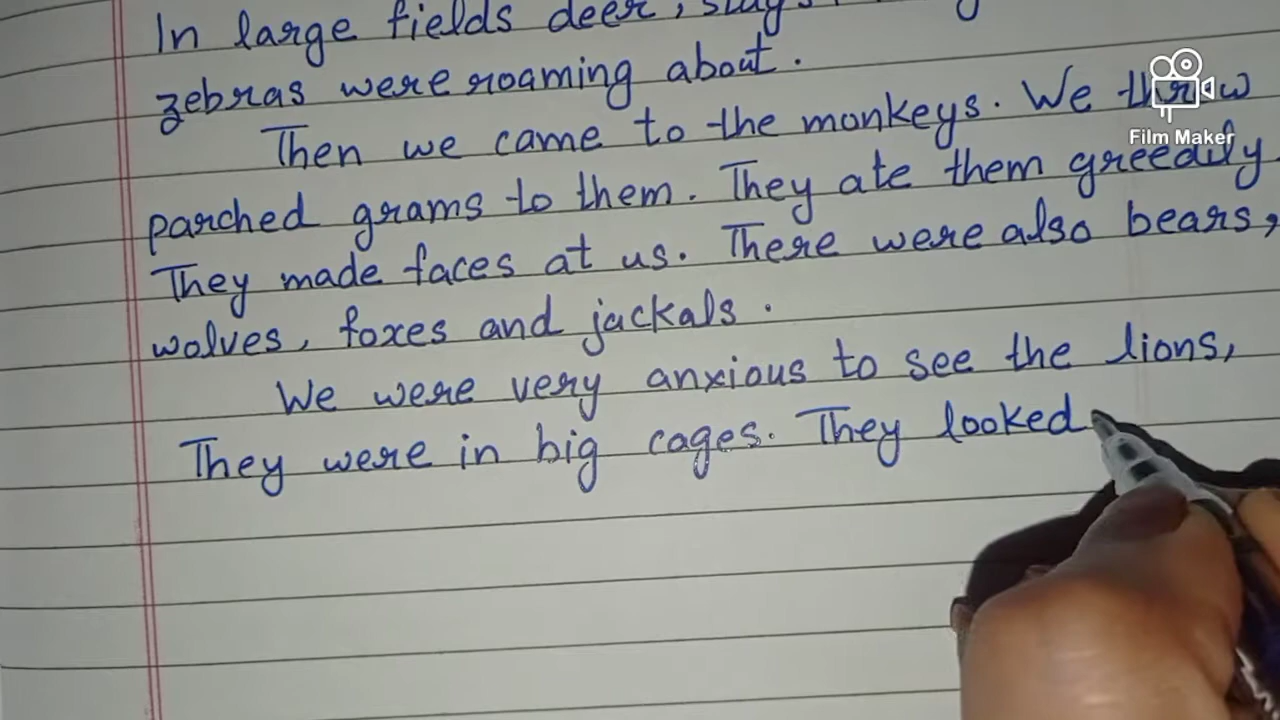 In large fields deer, stags,
zebras were roaming about.
Then we came to the monkeys. We threw
Film Maker
parched grams to them. They ate them greedily.
They made faces at us. There were also bears,
wolves, foxes and jackals.
We were very anxious to see the lions,
They were in big cages. They looked